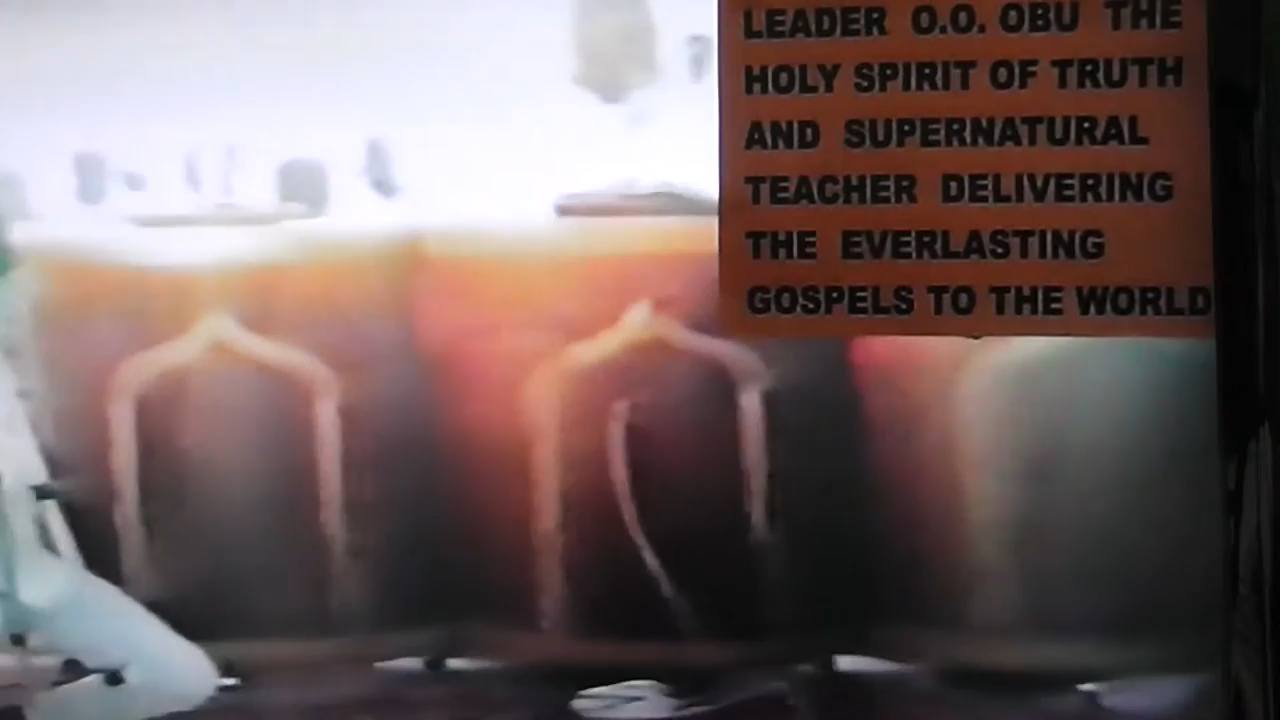 LEADER O.O. OBU THE
HOLY SPIRIT OF TRUTH
AND SUPERNATURAL
TEACHER DELIVERING
THE EVERLASTING
GOSPELS TO THE WORLD